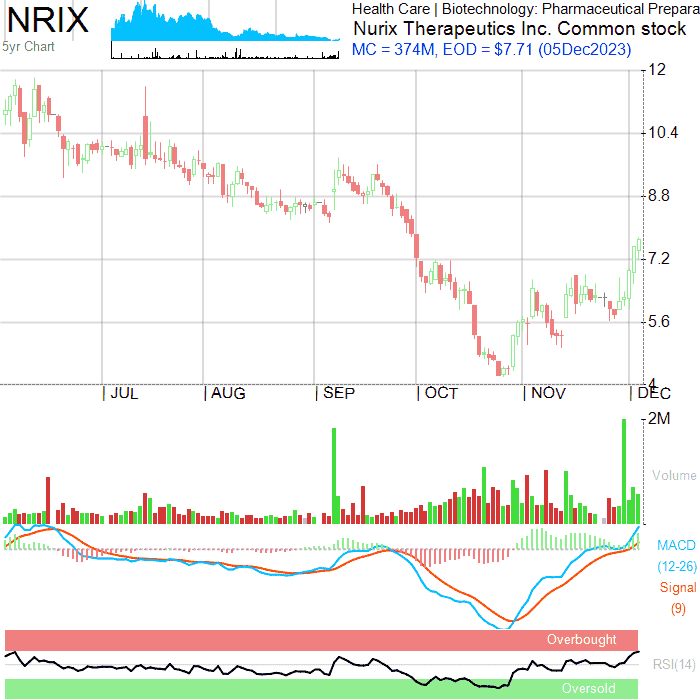 NRIX
5yr Chart
Health Care | Biotechnology: Pharmaceutical Prepara
Nurix Therapeutics Inc. Common stock
MC = 374M, EOD = $7.71 (05Dec2023)
12
10.4
8.8
7.2
5.6
4
| JUL | AUG | SEP | OCT | NOV | DEC
2M
Volume
MACD
(12-26)
Signal
(9)
Overbought
RSI(14)
Oversold